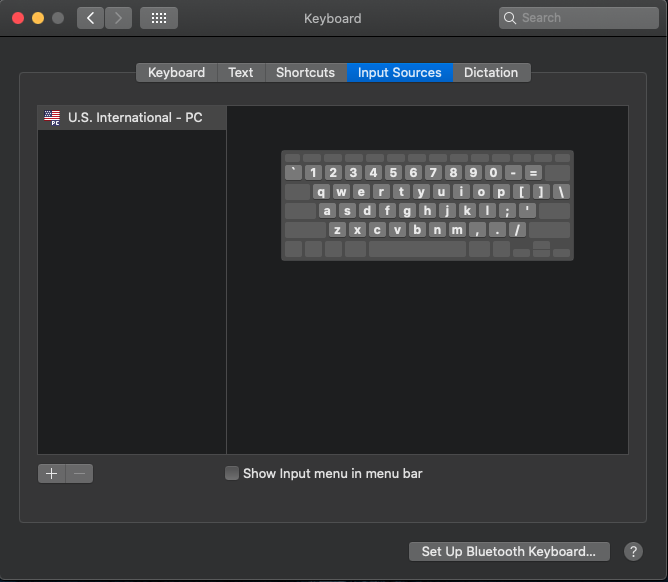 Keyboard
Search
Keyboard Text Shortcuts Input Sources Dictation
PC U.S. International - PC
` 1 2 3 4 5 6 7 8 9 0 - =
q w e r t y u i o p [ ] \
a s d f g h j k l ; '
z x c v b n m , . /
+ −
Show Input menu in menu bar
Set Up Bluetooth Keyboard... ?